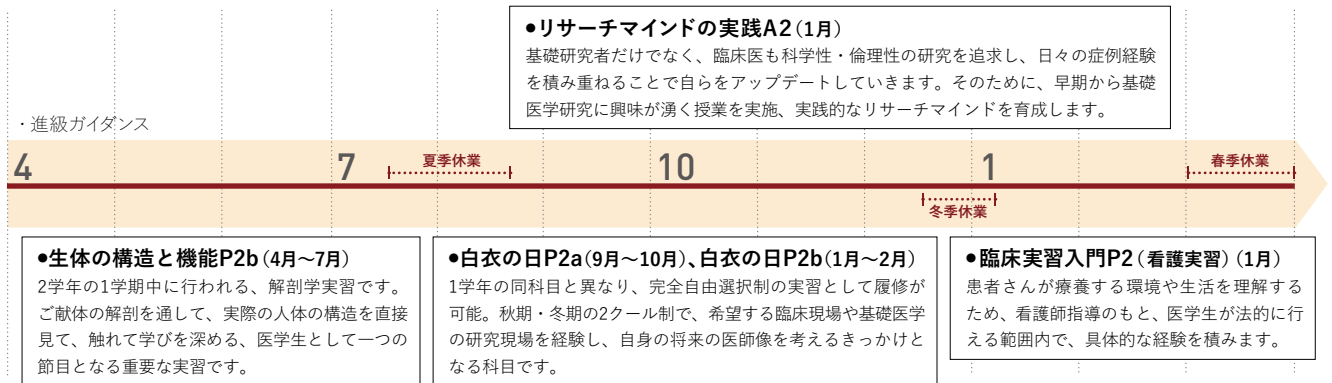 ●リサーチマインドの実践A2(1月)
基礎研究者だけでなく、臨床医も科学性・倫理性の研究を追求し、日々の症例経験
を積み重ねることで自らをアップデートしていきます。そのために、早期から基礎
医学研究に興味が湧く授業を実施、実践的なリサーチマインドを育成します。
・進級ガイダンス
4
7
夏季休業
10
1
春季休業
冬季休業
●生体の構造と機能P2b(4月～7月)
2学年の1学期中に行われる、解剖学実習です。
ご献体の解剖を通して、実際の人体の構造を直接
見て、触れて学びを深める、医学生として一つの
節目となる重要な実習です。
●白衣の日P2a(9月～10月)、白衣の日P2b(1月～2月)
1学年の同科目と異なり、完全自由選択制の実習として履修が
可能。秋期・冬期の2クール制で、希望する臨床現場や基礎医学
の研究現場を経験し、自身の将来の医師像を考えるきっかけと
なる科目です。
●臨床実習入門P2(看護実習)(1月)
患者さんが療養する環境や生活を理解する
ため、看護師指導のもと、医学生が法的に行
える範囲内で、具体的な経験を積みます。